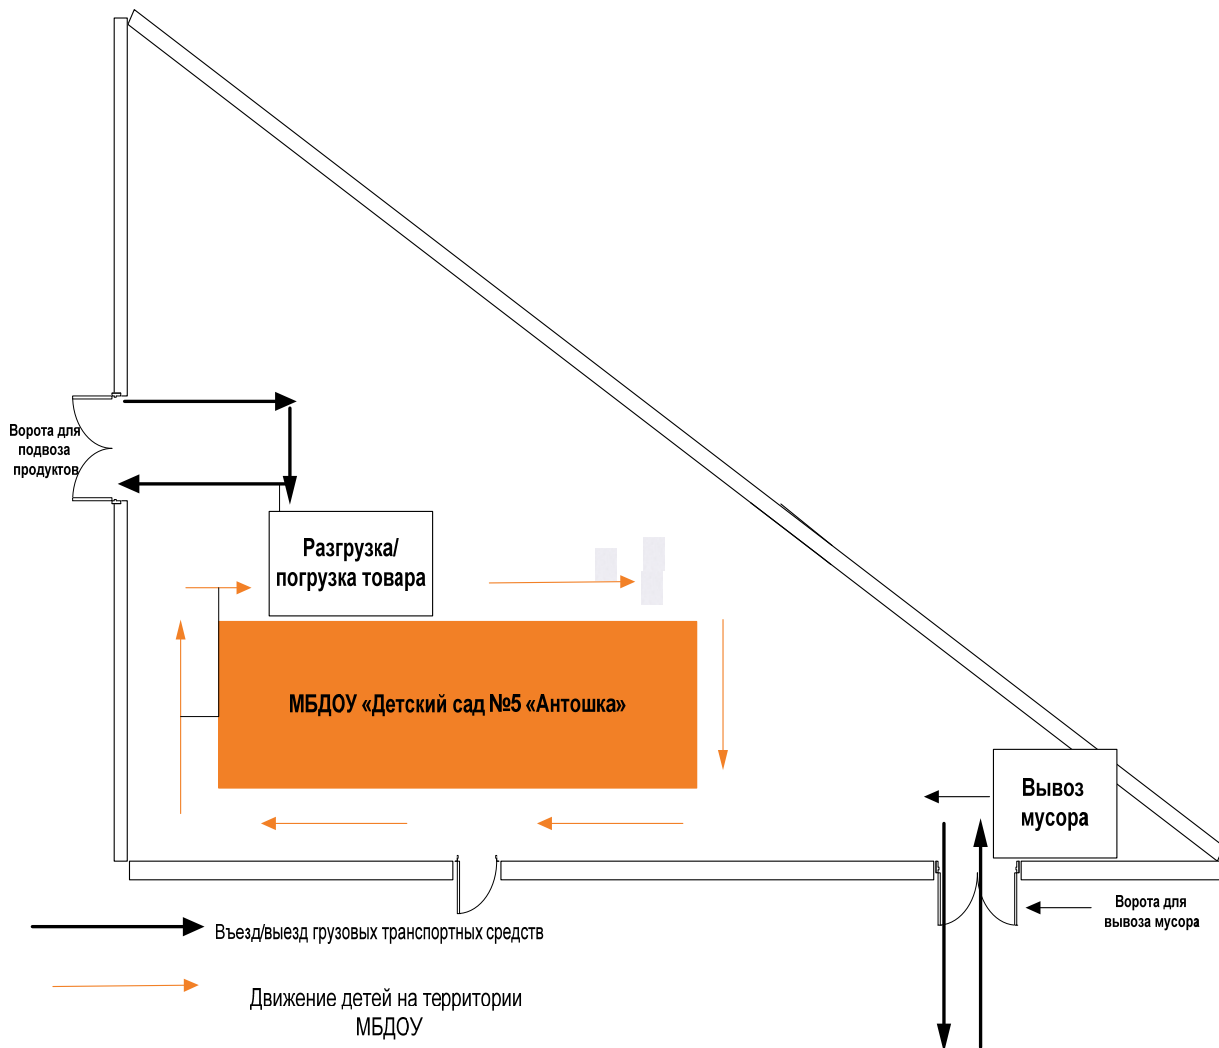 Ворота для
подвоза
продуктов
Разгрузка/
погрузка товара
МБДОУ «Детский сад №5 «Антошка»
Вывоз
мусора
Ворота для
вывоза мусора
Въезд/выезд грузовых транспортных средств
Движение детей на территории
МБДОУ